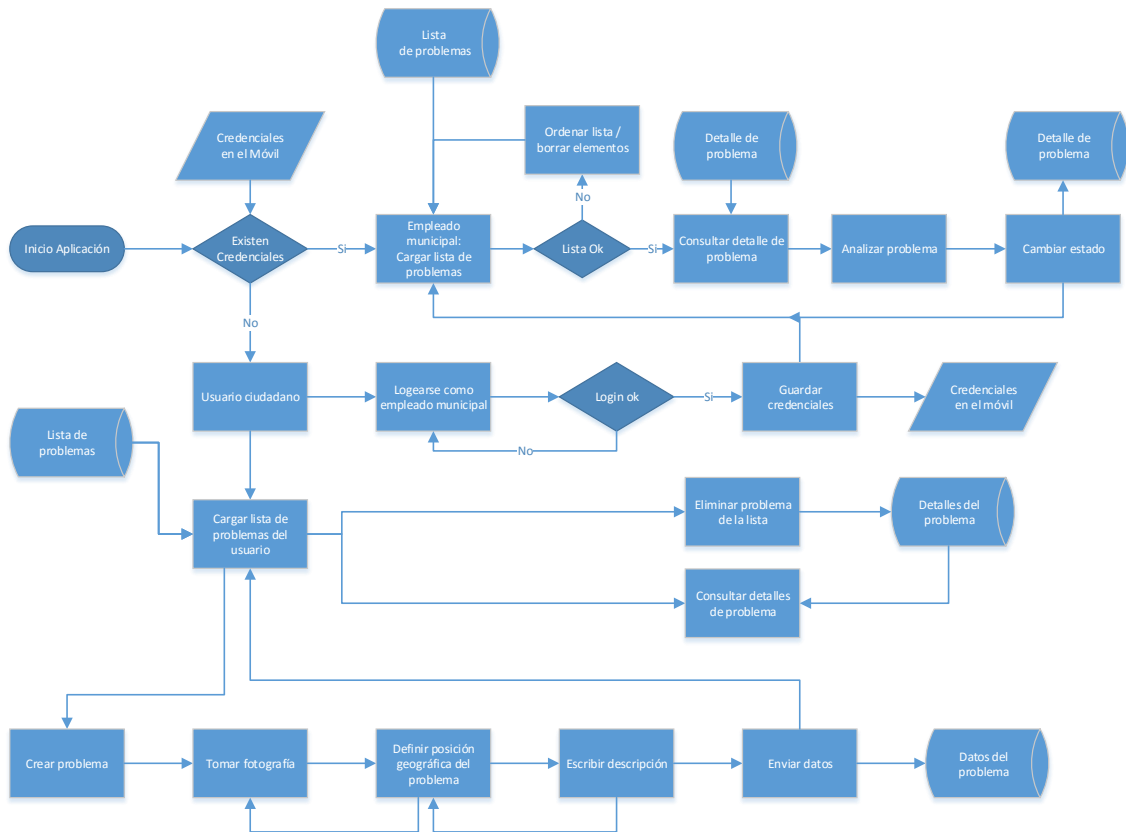 Lista
de problemas
Credenciales
en el Móvil
Ordenar lista /
borrar elementos
Detalle de
problema
Detalle de
problema
No
Inicio Aplicación
Existen
Credenciales
Si
Empleado
municipal:
Cargar lista de
problemas
Lista Ok
Si
Consultar detalle de
problema
Analizar problema
Cambiar estado
No
Usuario ciudadano
Logearse como
empleado municipal
Login ok
Si
Guardar
credenciales
Credenciales
en el móvil
No
Lista de
problemas
Cargar lista de
problemas del
usuario
Eliminar problema
de la lista
Detalles del
problema
Consultar detalles
de problema
Crear problema
Tomar fotografía
Definir posición
geográfica del
problema
Escribir descripción
Enviar datos
Datos del
problema